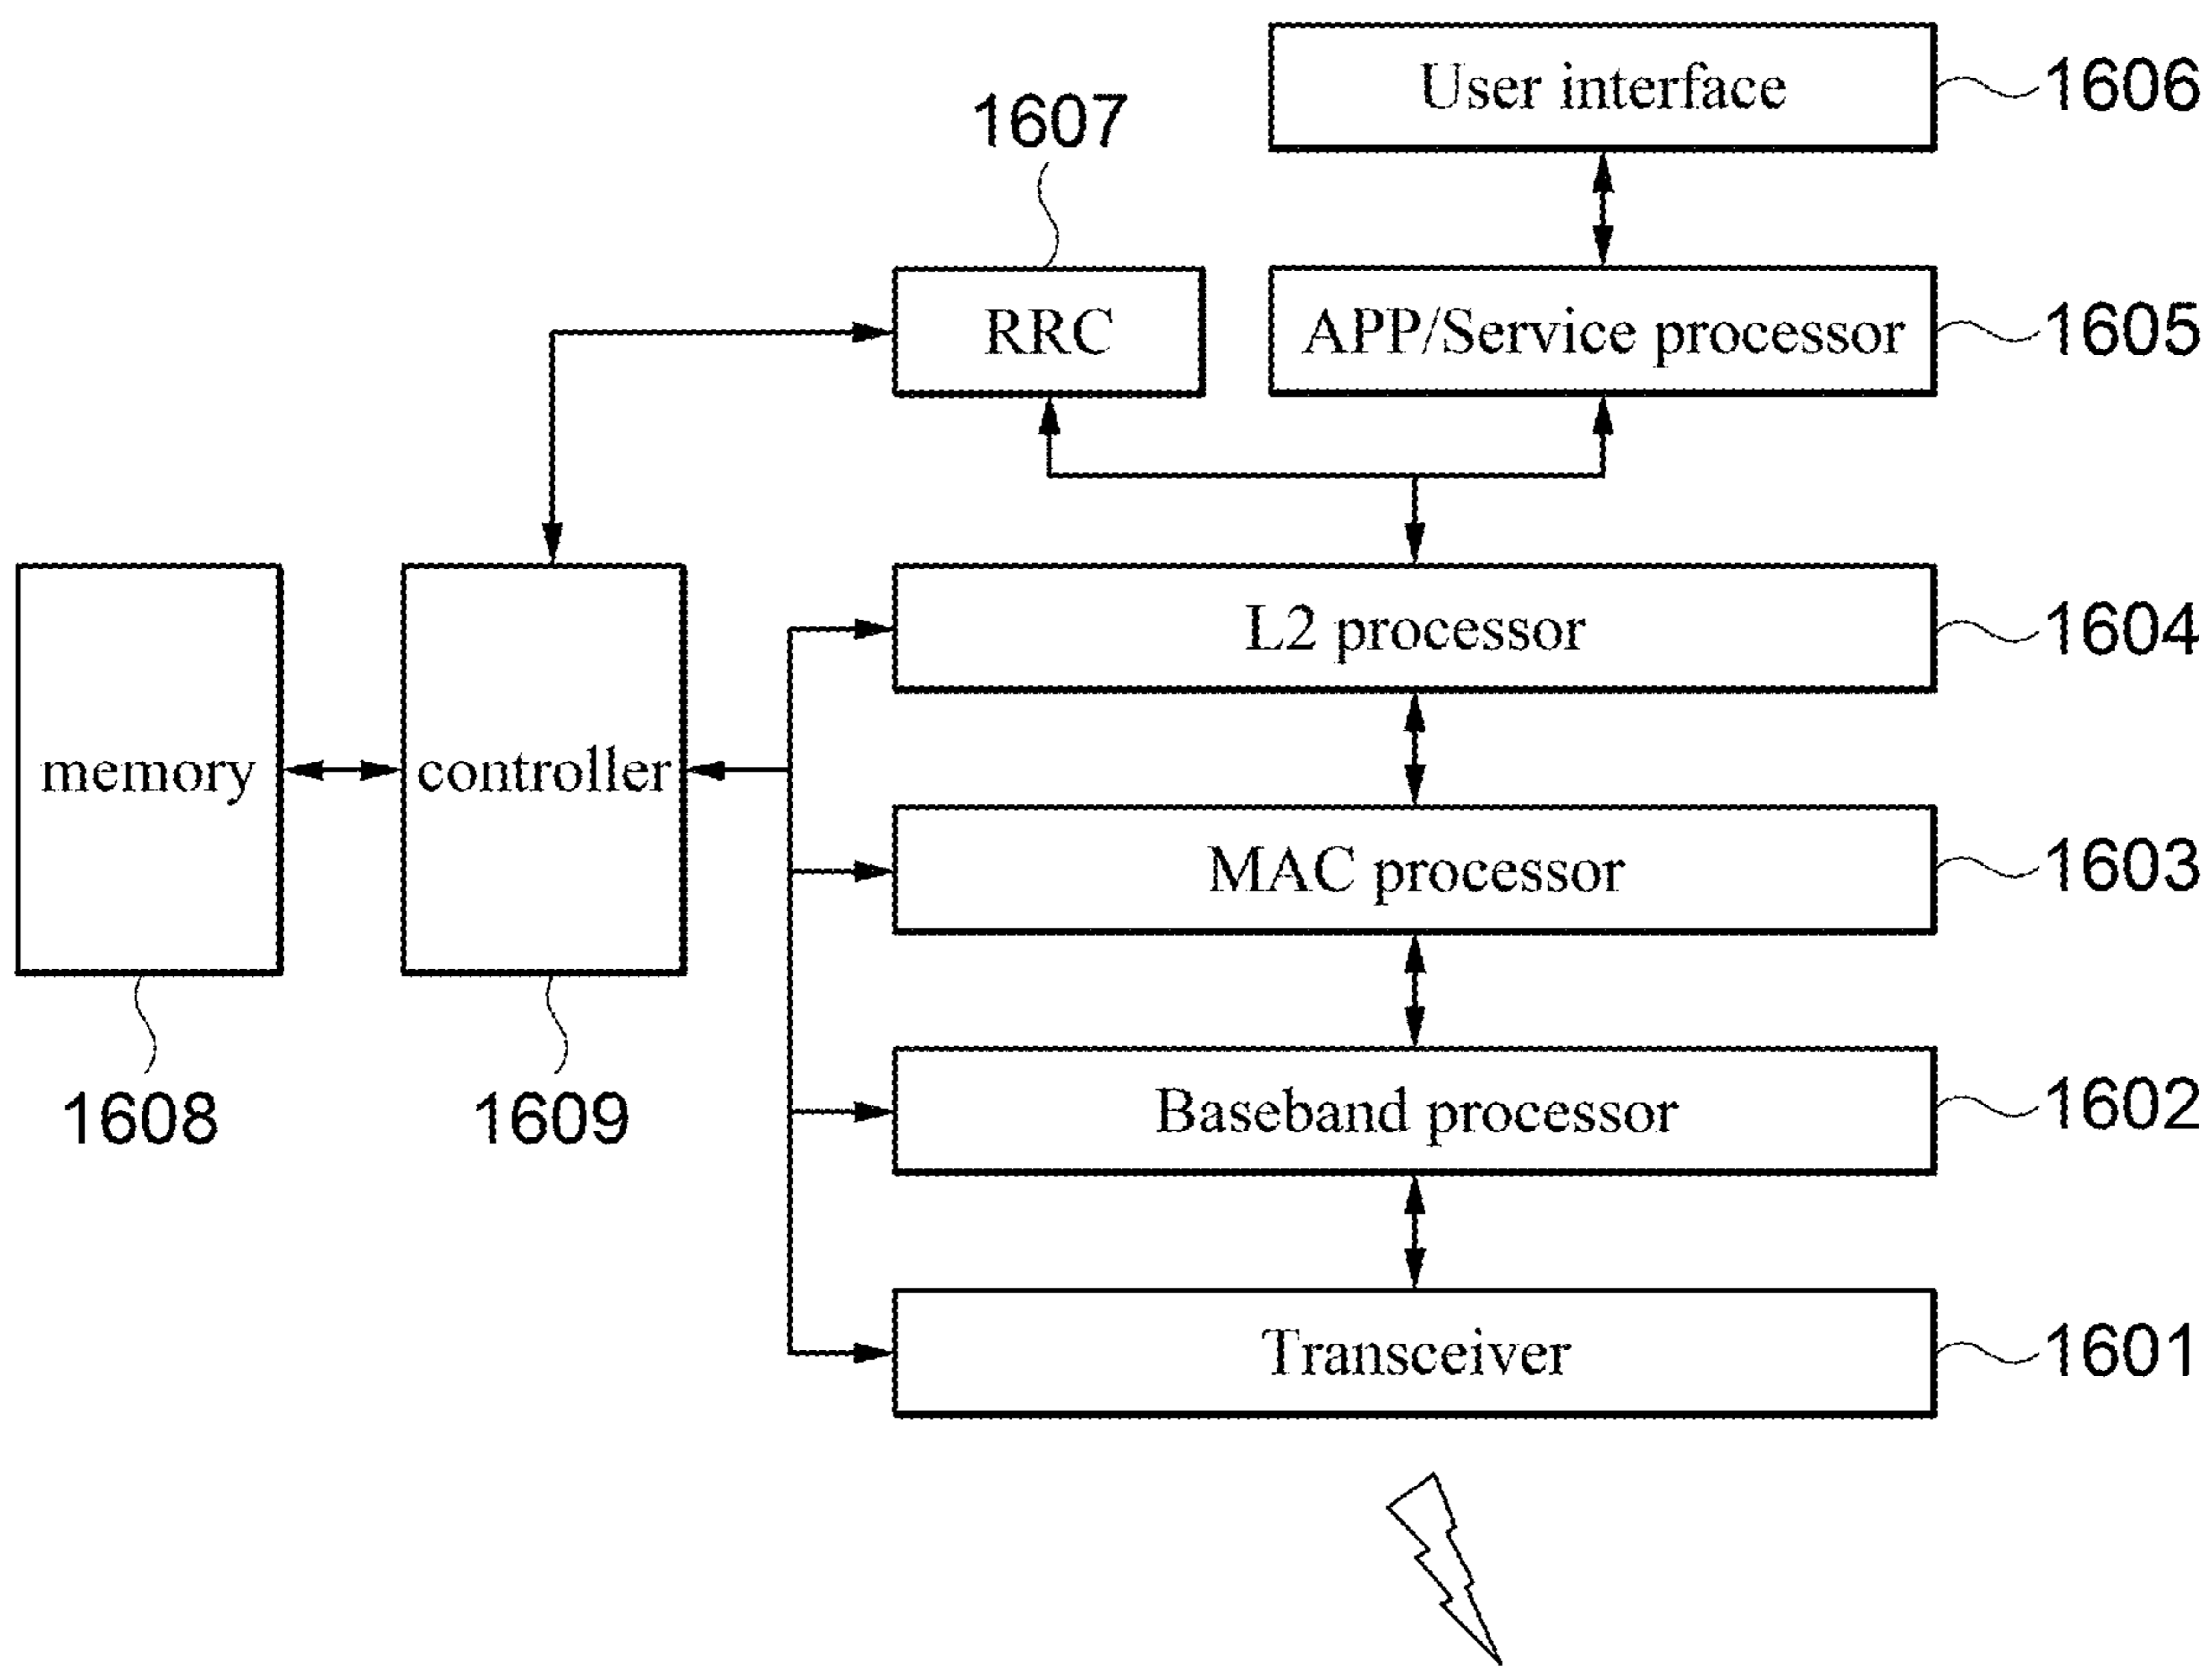 User interface
1606
1607
RRC
APP/Service processor
1605
L2 processor
1604
memory
controller
MAC processor
1603
1608
1609
Baseband processor
1602
Transceiver
1601